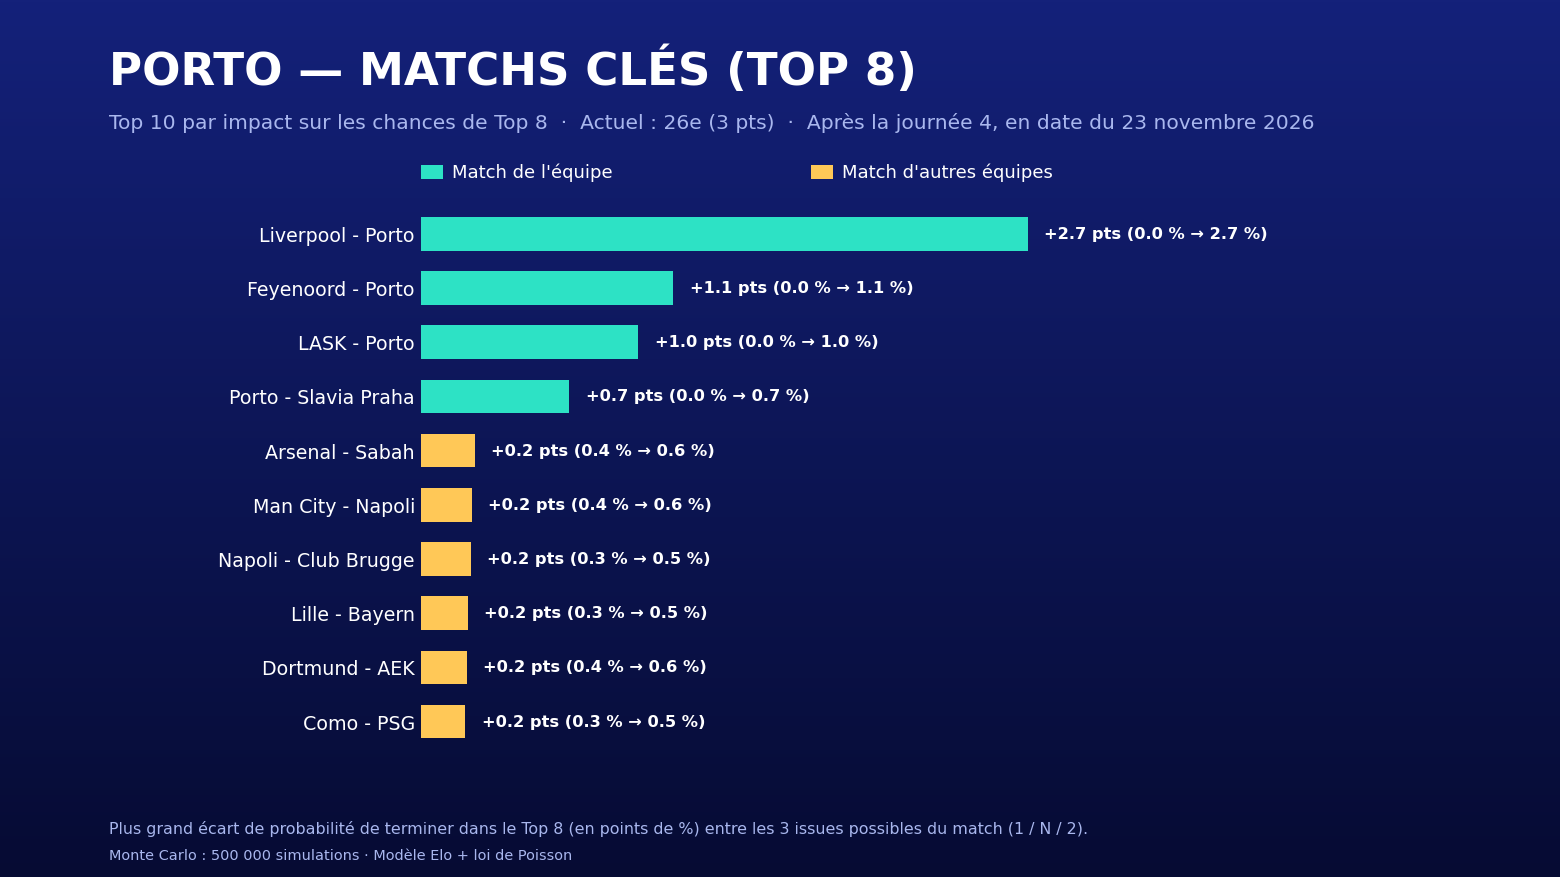 PORTO — MATCHS CLÉS (TOP 8)
Top 10 par impact sur les chances de Top 8 · Actuel : 26e (3 pts) · Après la journée 4, en date du 23 novembre 2026
Match de l'équipe
Match d'autres équipes
Liverpool - Porto +2.7 pts (0.0 % → 2.7 %)
Feyenoord - Porto +1.1 pts (0.0 % → 1.1 %)
LASK - Porto +1.0 pts (0.0 % → 1.0 %)
Porto - Slavia Praha +0.7 pts (0.0 % → 0.7 %)
Arsenal - Sabah +0.2 pts (0.4 % → 0.6 %)
Man City - Napoli +0.2 pts (0.4 % → 0.6 %)
Napoli - Club Brugge +0.2 pts (0.3 % → 0.5 %)
Lille - Bayern +0.2 pts (0.3 % → 0.5 %)
Dortmund - AEK +0.2 pts (0.4 % → 0.6 %)
Como - PSG +0.2 pts (0.3 % → 0.5 %)
Plus grand écart de probabilité de terminer dans le Top 8 (en points de %) entre les 3 issues possibles du match (1 / N / 2).
Monte Carlo : 500 000 simulations · Modèle Elo + loi de Poisson